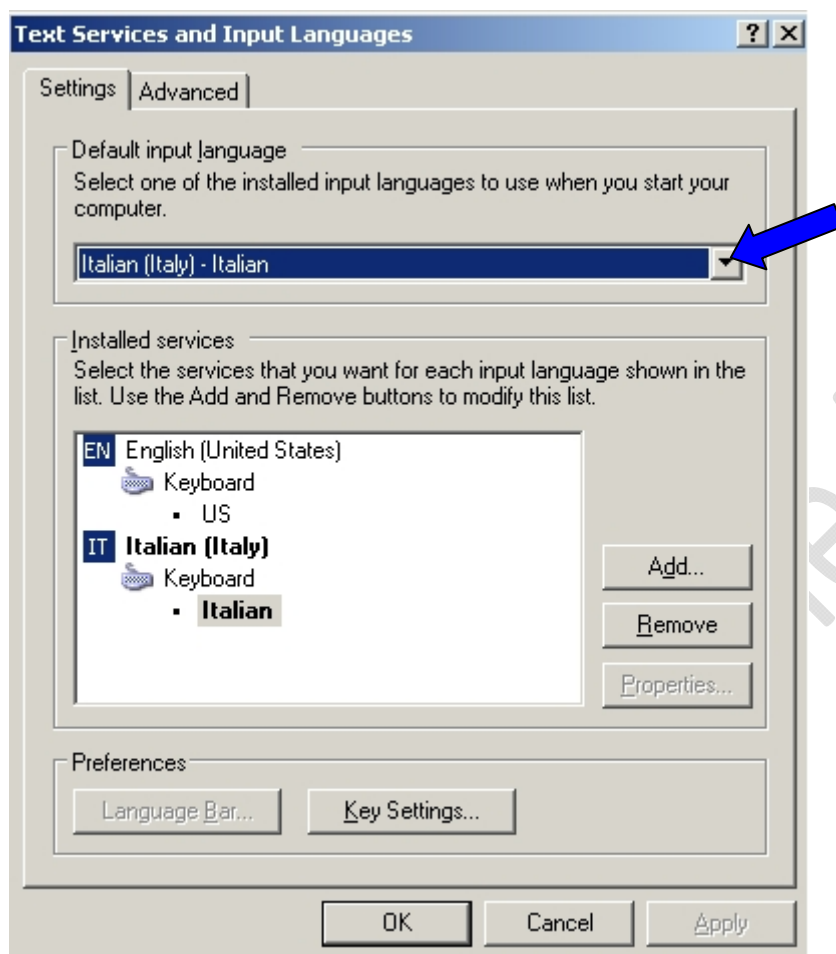 Text Services and Input Languages
Settings Advanced
Default input language
Select one of the installed input languages to use when you start your
computer.
Italian (Italy) - Italian
Installed services
Select the services that you want for each input language shown in the
list. Use the Add and Remove buttons to modify this list.
EN English (United States)
Keyboard
• US
IT Italian (Italy)
Keyboard
• Italian
Add...
Remove
Properties...
Preferences
Language Bar... Key Settings...
OK Cancel Apply